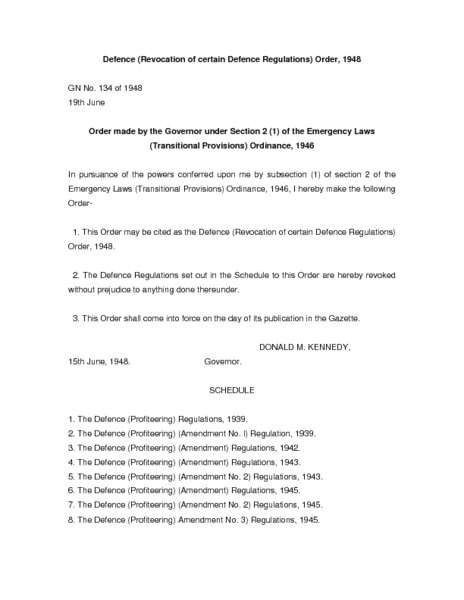 Defence (Revocation of certain Defence Regulations) Order, 1948
GN No. 134 of 1948
19th June
Order made by the Governor under Section 2 (1) of the Emergency Laws
(Transitional Provisions) Ordinance, 1946
In pursuance of the powers conferred upon me by subsection (1) of section 2 of the
Emergency Laws (Transitional Provisions) Ordinance, 1946, I hereby make the following
Order-
1. This Order may be cited as the Defence (Revocation of certain Defence Regulations)
Order, 1948.
2. The Defence Regulations set out in the Schedule to this Order are hereby revoked
without prejudice to anything done thereunder.
3. This Order shall come into force on the day of its publication in the Gazette.
DONALD M. KENNEDY,
15th June, 1948. Governor.
SCHEDULE
1. The Defence (Profiteering) Regulations, 1939.
2. The Defence (Profiteering) (Amendment No. I) Regulation, 1939.
3. The Defence (Profiteering) (Amendment) Regulations, 1942.
4. The Defence (Profiteering) (Amendment) Regulations, 1943.
5. The Defence (Profiteering) (Amendment No. 2) Regulations, 1943.
6. The Defence (Profiteering) (Amendment) Regulations, 1945.
7. The Defence (Profiteering) (Amendment No. 2) Regulations, 1945.
8. The Defence (Profiteering) Amendment No. 3) Regulations, 1945.